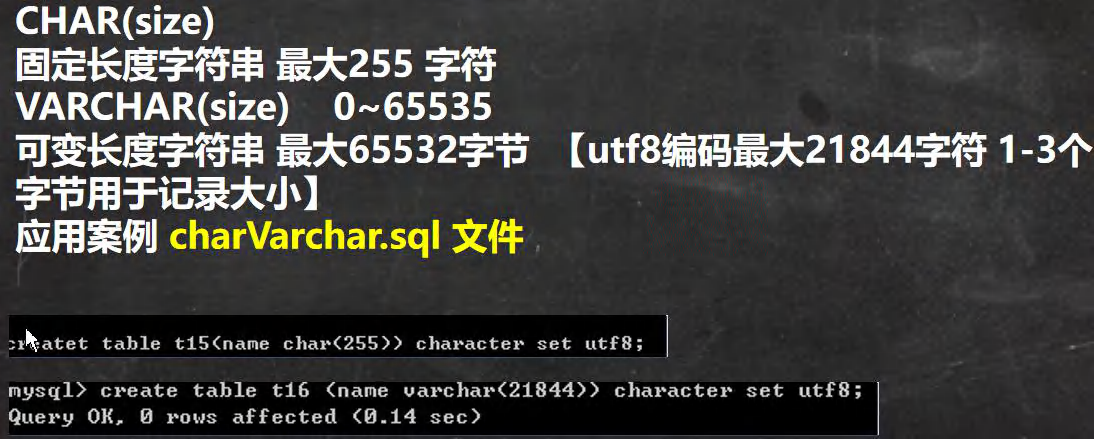 CHAR(size)
固定长度字符串 最大255 字符
VARCHAR(size) 0~65535
可变长度字符串 最大65532字节 【utf8编码最大21844字符 1-3个
字节用于记录大小】
应用案例 charVarchar.sql 文件
createt table t15(name char(255)) character set utf8;
mysql> create table t16 (name varchar(21844)) character set utf8;
Query OK, 0 rows affected (0.14 sec)